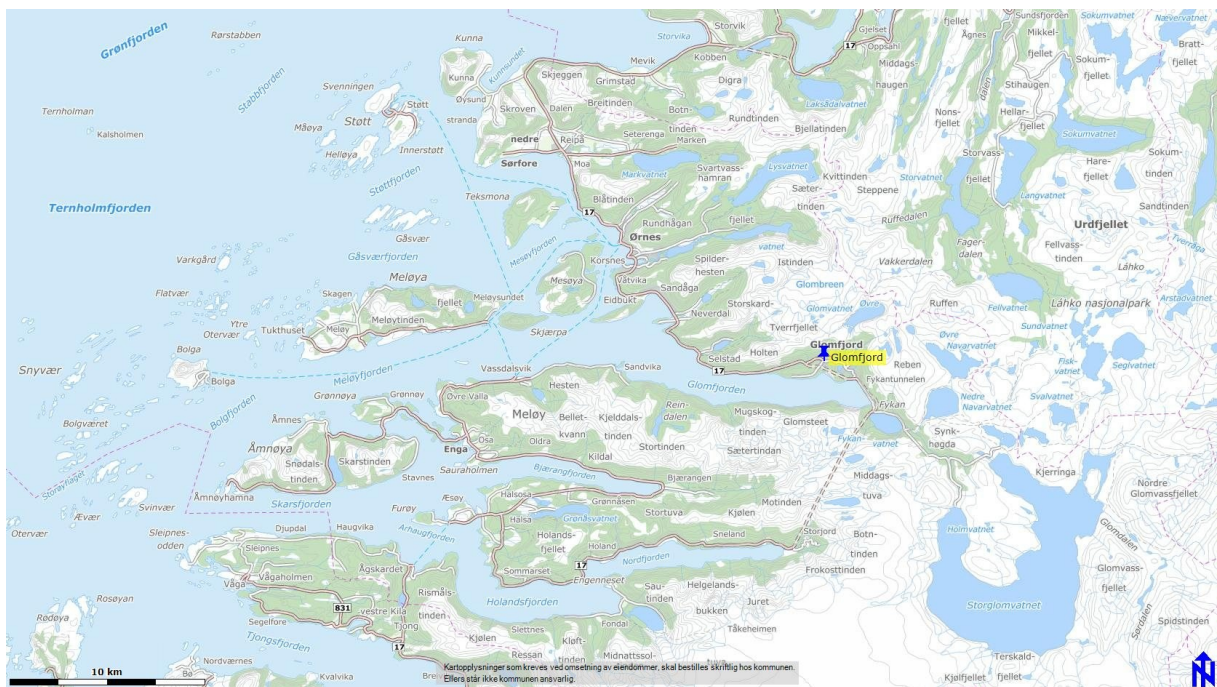 Grønfjorden
Rørstabben
Stabbfjorden
Kunna
Kunnsundet
Storvik
Storvika
Mevik
Kobben
17
Gjelset
Oppsahl
fjellet
Ågnes
Sundsfjorden
Mikkel-
fjellet
Sokumvatnet
Nævervatnet
Bratt-
fjellet
Ternholman
Kalsholmen
Svenningen
Støtt
Støtt
Måøya
Helløya
Innerstøtt
Kunna
Øysund
stranda
Skjeggen
Grimstad
Skroven
Dalen
Breitinden
nedre
Reipå
Sørfore
Moa
Digra
Botn-
tinden
Rundtinden
Seterenga
Marken
Middags-
haugen
Laksådalvatnet
Bjellatinden
Nons-
fjellet
dalen
Stihaugen
Hellar-
fjellet
Sokum-
fjellet
Sokumvatnet
Støttfjorden
Teksmona
Markvatnet
Svartvass-
hamran
Lysvatnet
Kvittinden
Sæter-
tinden
Steppene
Storvatnet
Storvass-
fjellet
Hare-
fjellet
Sokum-
tinden
Langvatnet
Sandtinden
Ternholmfjorden
17
Blåtinden
Rundhågan
fjellet
Ørnes
vatnet
Ruffedalen
Fager-
dalen
Urdfjellet
Fellvass-
tinden
Tverråga
Gåsvær
Gåsværfjorden
Mesøyfjorden
Korsnes
Spilder-
hesten
Istinden
Vakkerdalen
Låhko
Varkgård
Meløya
Mesøya
Våtvika
Sandåga
Glombreen
Låhko nasjonalpark
Arstadvatnet
Flatvær
Skagen
fjellet
Meløysundet
Eidbukt
Storskard-
Neverdal
Glomvatnet
Øvre
Ruffen
Fellvatnet
Sundvatnet
Ytre
Otervær
Tukthuset
Meløy
Meløytinden
Skjærpa
Tverrfjellet
Glomfjord
Glomfjord
Øvre
Navarvatnet
Fisk-
vatnet
Seglvatnet
Snyvær
Bolga
Bolga
Meløyfjorden
Vassdalsvik
Sandvika
Selstad
Holten
17
Glomfjorden
Reben
Fykantunnelen
Bolgværet
Bolgfjorden
Grønnøya
Grønnøy
Øvre Valla
Hesten
Meløy
Bellet-
kvann
Kjelddals-
tinden
Rein-
dalen
Mugskog-
tinden
Glomsteet
Fykan
Nedre
Navarvatnet
Svalvatnet
Åmnes
Åmnøya
Snødals-
tinden
Skarstinden
Enga
Osa
Oldra
Kildal
Stortinden
Sætertindan
Fykan-
vatnet
Synk-
høgda
Sauraholmen
Stavnes
Bjærangfjorden
Bjærangen
Middags-
tuva
Kjerringa
Nordre
Glomvassfjellet
Storøyflaget
Åmnøyhamna
Skarsfjorden
Æsøy
Furøy
Halsosa
Grønnåsen
Motinden
Svinvær
Ævær
Otervær
Sleipnes-
odden
Djupdal
Haugvika
Arhaugfjorden
Halsa
Grønåsvatnet
Stortuva
Kjølen
Holmvatnet
Glomdalen
Sleipnes
Holands-
fjellet
Holand
Sneland
Storjord
Botn-
tinden
Glomvass-
fjellet
Vågaholmen
Ågskardet
Våga
17
Nordfjorden
Frokosttinden
Rosøyan
Sommarset
Engenneset
Sau-
tinden
Helgelands-
bukken
Juret
Storglomvatnet
Rødøya
831
vestre Kila
Rismåls-
tinden
Holandsfjorden
Tåkeheimen
Sørdalen
Spidstinden
Segelfore
Tjong
Slettnes
Fondal
Tjongsfjorden
17
Kjølen
Kløft-
tinden
Nordværnes
Ressan
Midnattssol-
tuva
Terskald-
Bø
Kvalvika
Kjølfjellet
10 km
Kartopplysninger som kreves ved omsetning av eiendommer, skal bestilles skriftlig hos kommunen.
Ellers står ikke kommunen ansvarlig.
N